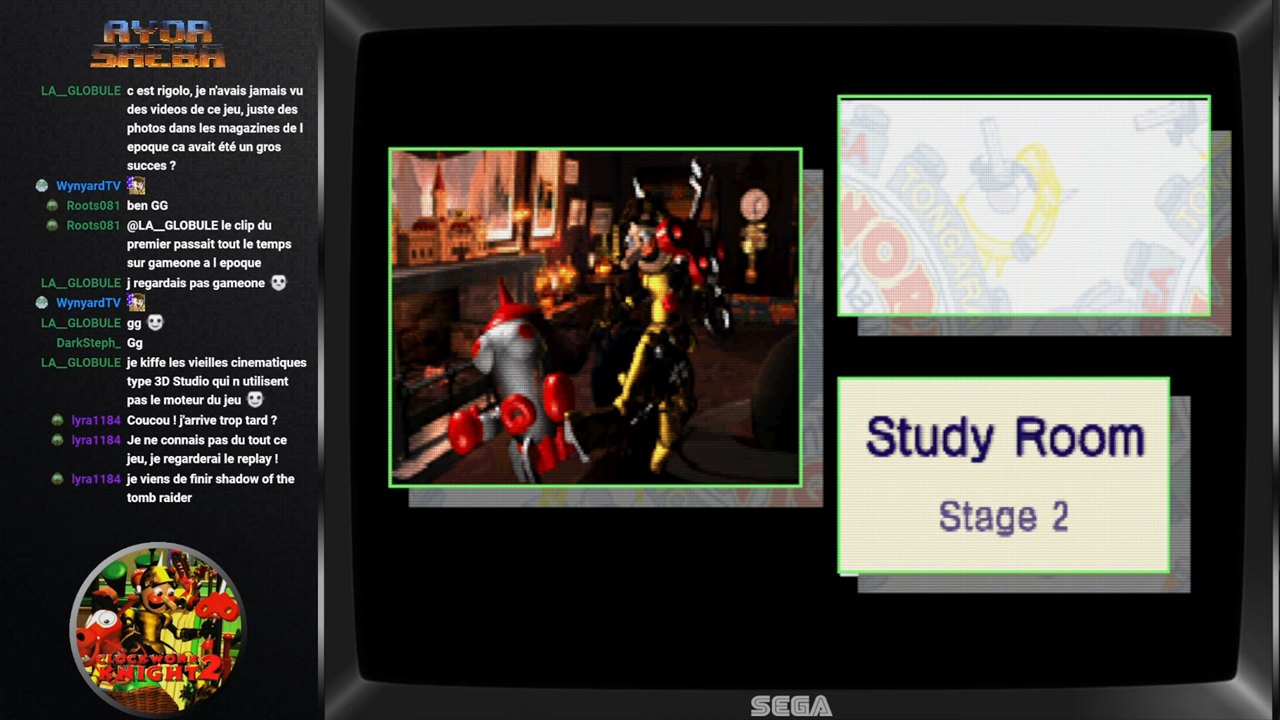 RYOR
SAEBA
LA__GLOBULE c est rigolo, je n'avais jamais vu
des videos de ce jeu, juste des
photos dans les magazines de l
epoque ca avait été un gros
succes ?
WynyardTV
Roots081 ben GG
Roots081 @LA__GLOBULE le clip du
premier passait tout le temps
sur gameone a l epoque
LA__GLOBULE j regardais pas gameone
WynyardTV
LA__GLOBULE gg
DarkSteph_ Gg
LA__GLOBULE je kiffe les vieilles cinematiques
type 3D Studio qui n utilisent
pas le moteur du jeu
lyra1184 Coucou ! j'arrive trop tard ?
lyra1184 Je ne connais pas du tout ce
jeu, je regarderai le replay !
lyra1184 je viens de finir shadow of the
tomb raider
CLOCKWORK
KNIGHT 2
TONGARA
Study Room
Stage 2
SEGA